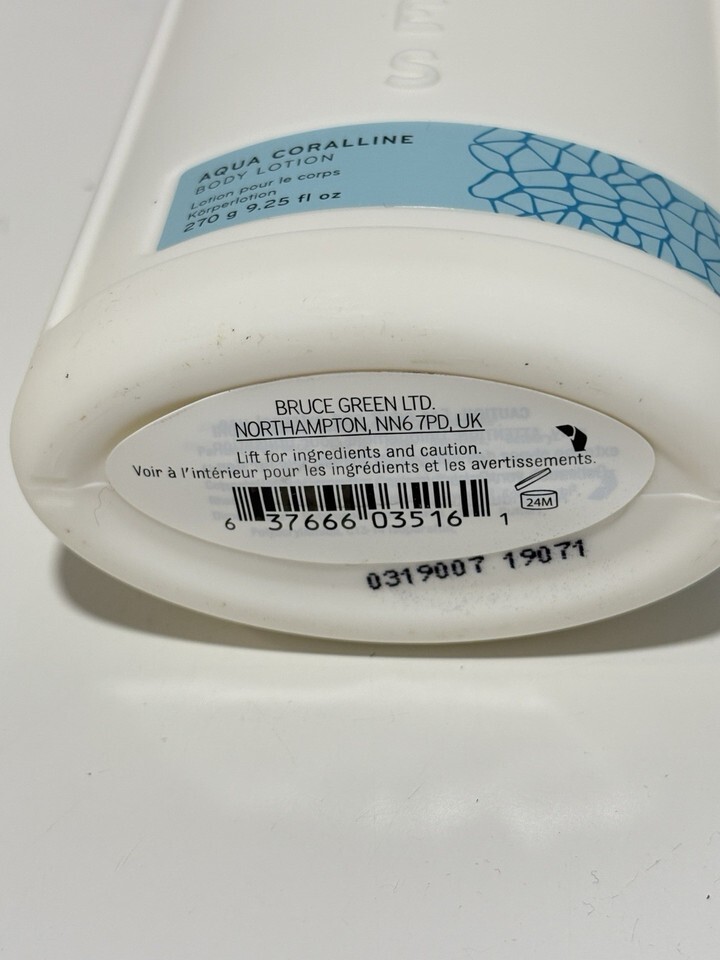 E
S
AQUA CORALLINE
BODY LOTION
Lotion pour le corps
Körperlotion
270 g 9.25 fl oz
BRUCE GREEN LTD.
NORTHAMPTON, NN6 7PD, UK
Lift for ingredients and caution.
Voir à l'intérieur pour les ingrédients et les avertissements.
24M
6 37666 03516 1
0319007 19071